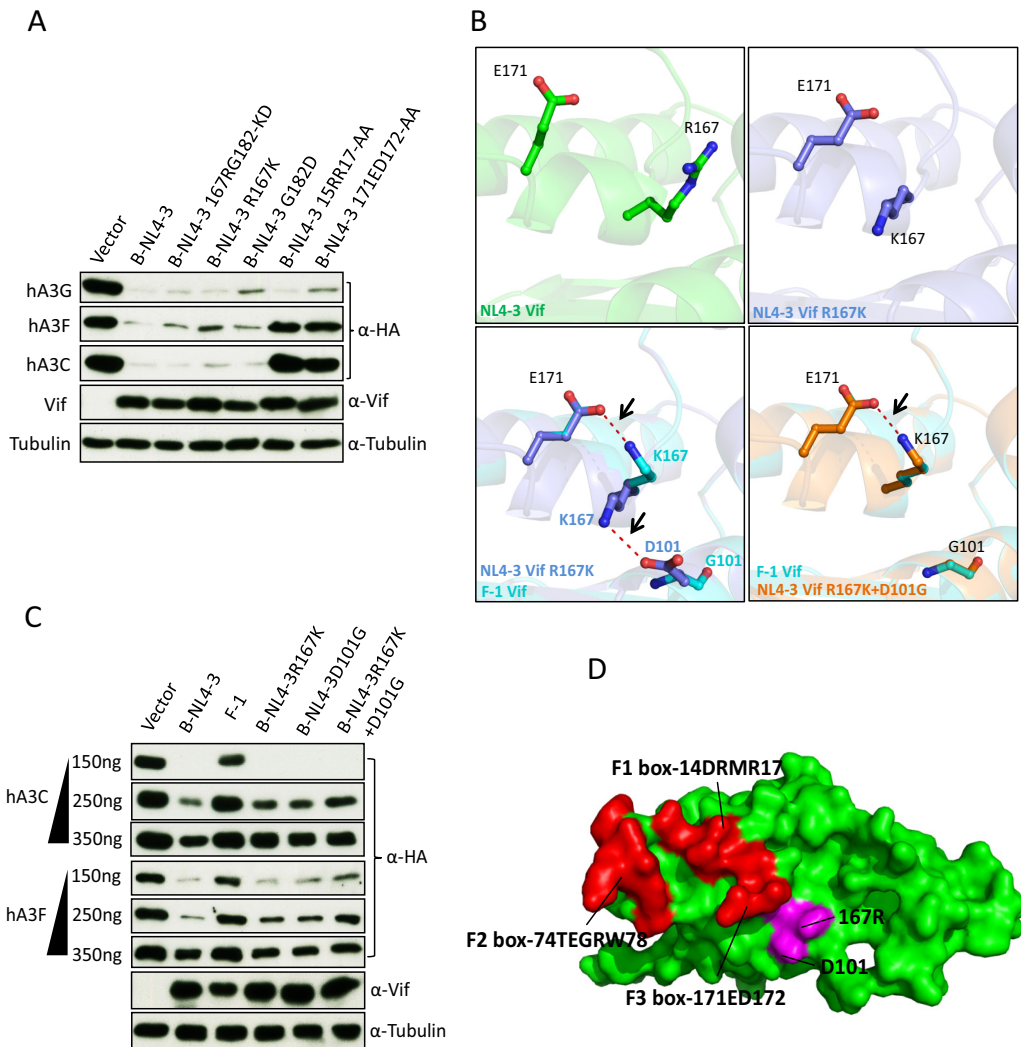 A
Vector
B-NL4-3
B-NL4-3 167RG182-KD
B-NL4-3 R167K
B-NL4-3 G182D
B-NL4-3 15RR17-AA
B-NL4-3 171ED172-AA
hA3G
hA3F
hA3C
α-HA
Vif
α-Vif
Tubulin
α-Tubulin
B
E171
R167
NL4-3 Vif
E171
K167
NL4-3 Vif R167K
E171
K167
K167
D101
G101
NL4-3 Vif R167K
F-1 Vif
E171
K167
G101
F-1 Vif
NL4-3 Vif R167K+D101G
C
Vector
B-NL4-3
F-1
B-NL4-3R167K
B-NL4-3D101G
B-NL4-3R167K
+D101G
hA3C
150ng
250ng
350ng
hA3F
150ng
250ng
350ng
α-HA
α-Vif
α-Tubulin
D
F1 box-14DRMR17
F2 box-74TEGRW78
167R
D101
F3 box-171ED172